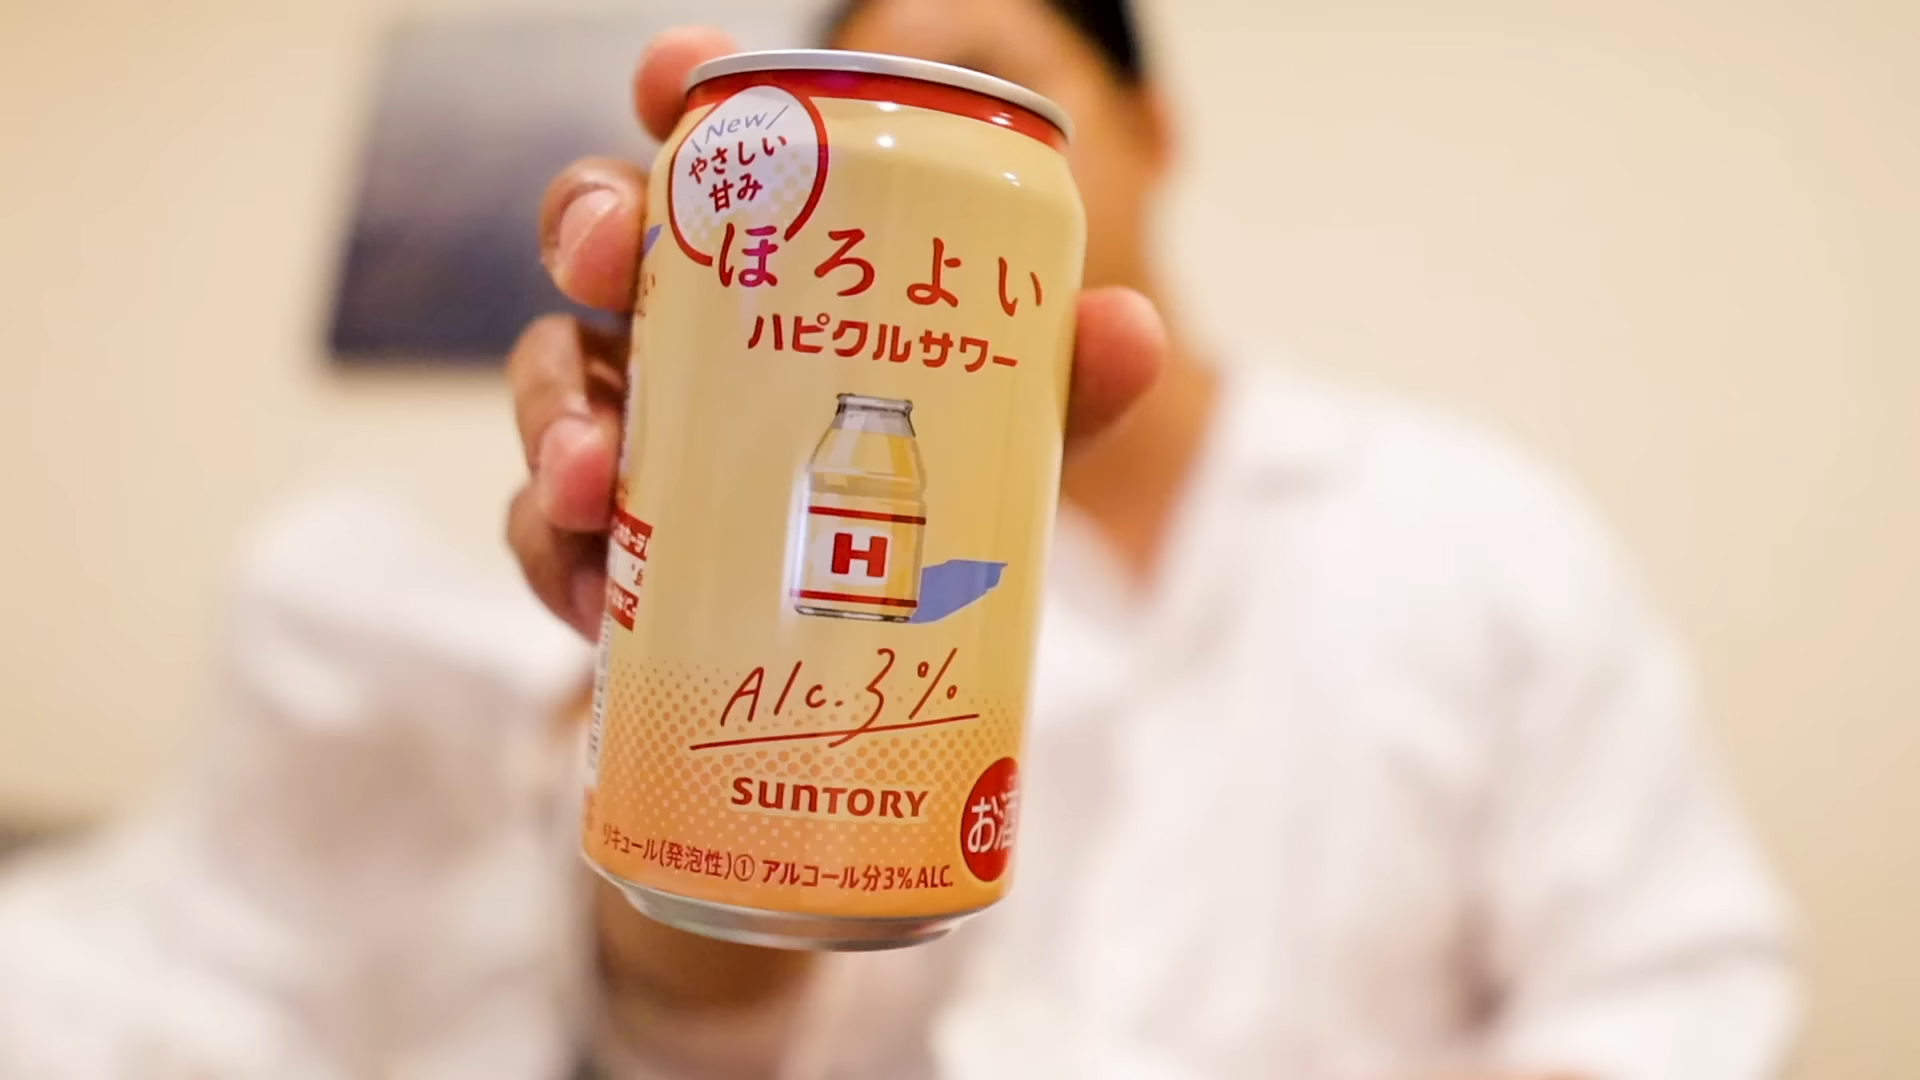 New
やさしい
甘み
ほろよい
ハピクルサワー
H
Alc.3%
SUNTORY
お酒
リキュール(発泡性)① アルコール分3%ALC.